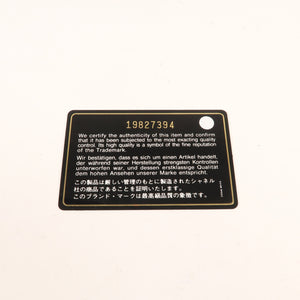 19827394
We certify the authenticity of this item and confirm
that it has been subjected to the most exacting quality
control. Its high quality is a symbol of the fine reputation
of the Trademark.
Wir bestätigen, dass es sich um einen Artikel handelt,
der während seiner Herstellung strengsten Kontrollen
unterworfen war, und dessen erstklassige Qualität
dem hohen Ansehen unserer Marke entspricht.
この製品は厳しい管理のもとに製造されたシャネル
社の商品であることを証明いたします。
このブランド・マークは最高級品質の象徴です。